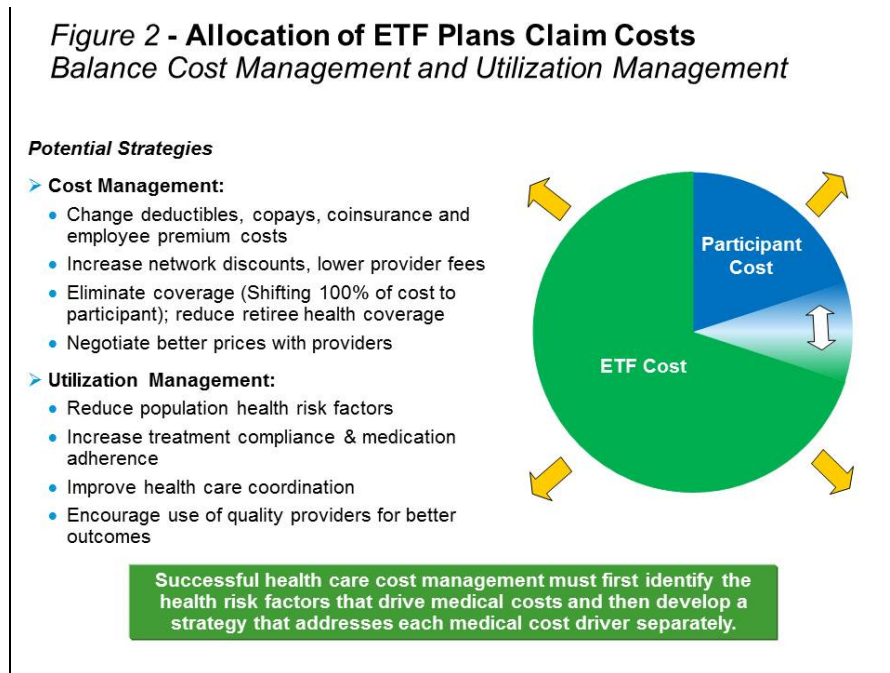 Figure 2 - Allocation of ETF Plans Claim Costs
Balance Cost Management and Utilization Management
Potential Strategies
➢ Cost Management:
• Change deductibles, copays, coinsurance and
employee premium costs
• Increase network discounts, lower provider fees
• Eliminate coverage (Shifting 100% of cost to
participant); reduce retiree health coverage
• Negotiate better prices with providers
➢ Utilization Management:
• Reduce population health risk factors
• Increase treatment compliance & medication
adherence
• Improve health care coordination
• Encourage use of quality providers for better
outcomes
Participant
Cost
ETF Cost
Successful health care cost management must first identify the
health risk factors that drive medical costs and then develop a
strategy that addresses each medical cost driver separately.